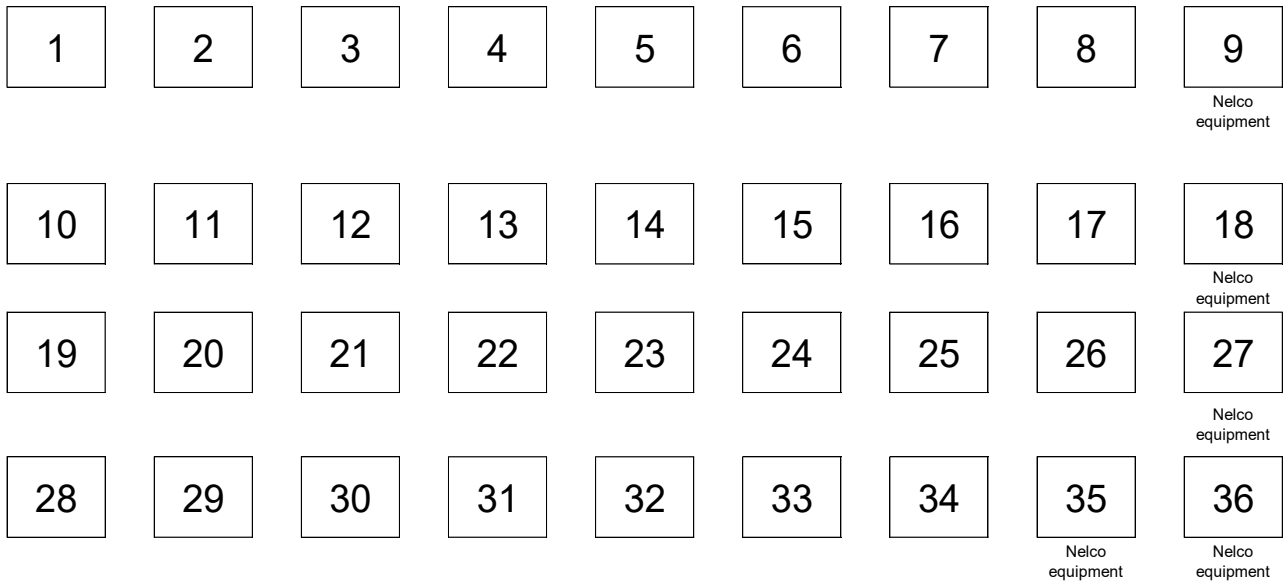 1 2 3 4 5 6 7 8 9
Nelco
equipment
10 11 12 13 14 15 16 17 18
Nelco
equipment
19 20 21 22 23 24 25 26 27
Nelco
equipment
28 29 30 31 32 33 34 35 36
Nelco Nelco
equipment equipment